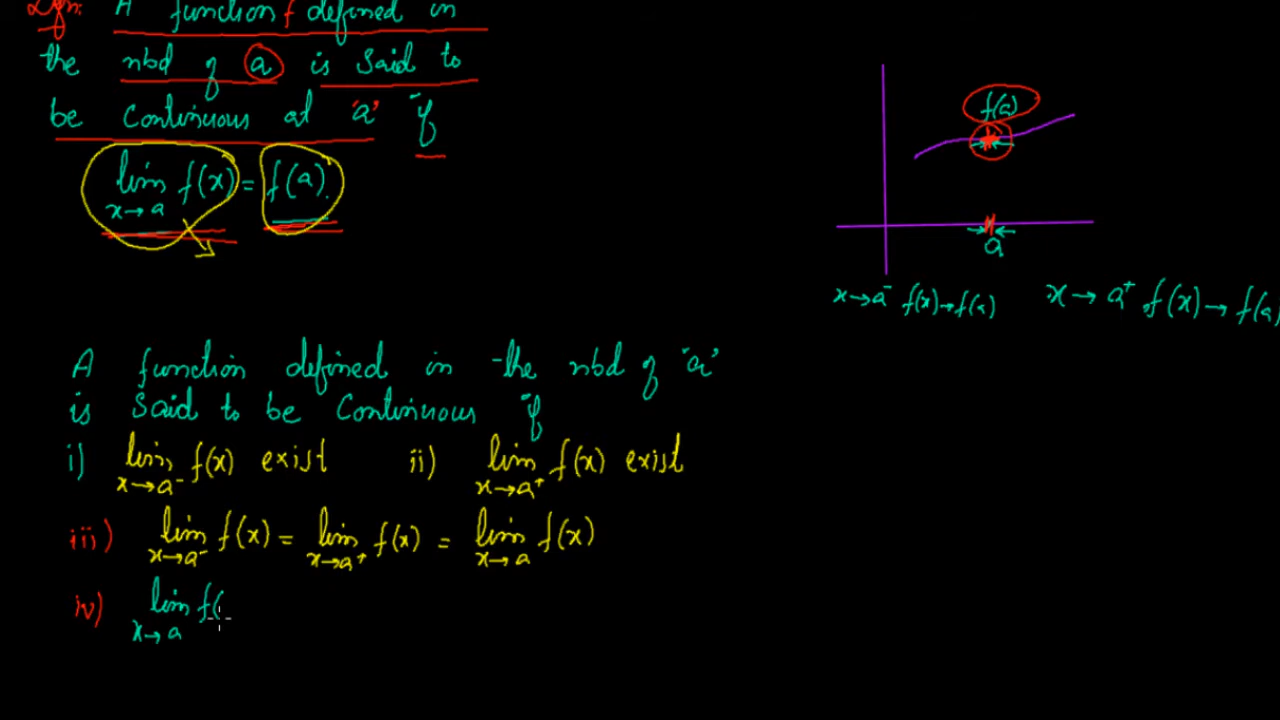 Defn: A function f defined in
the nbd of a is said to
be continuous at 'a' if
lim f(x) = f(a).
x→a
f(a)
a
x→a⁻ f(x)→f(a) x→a⁺ f(x)→f(a)
A function defined in the nbd of 'a'
is said to be continuous if
i) lim f(x) exist ii) lim f(x) exist
x→a⁻ x→a⁺
iii) lim f(x) = lim f(x) = lim f(x)
x→a⁻ x→a⁺ x→a
iv) lim f(
x→a